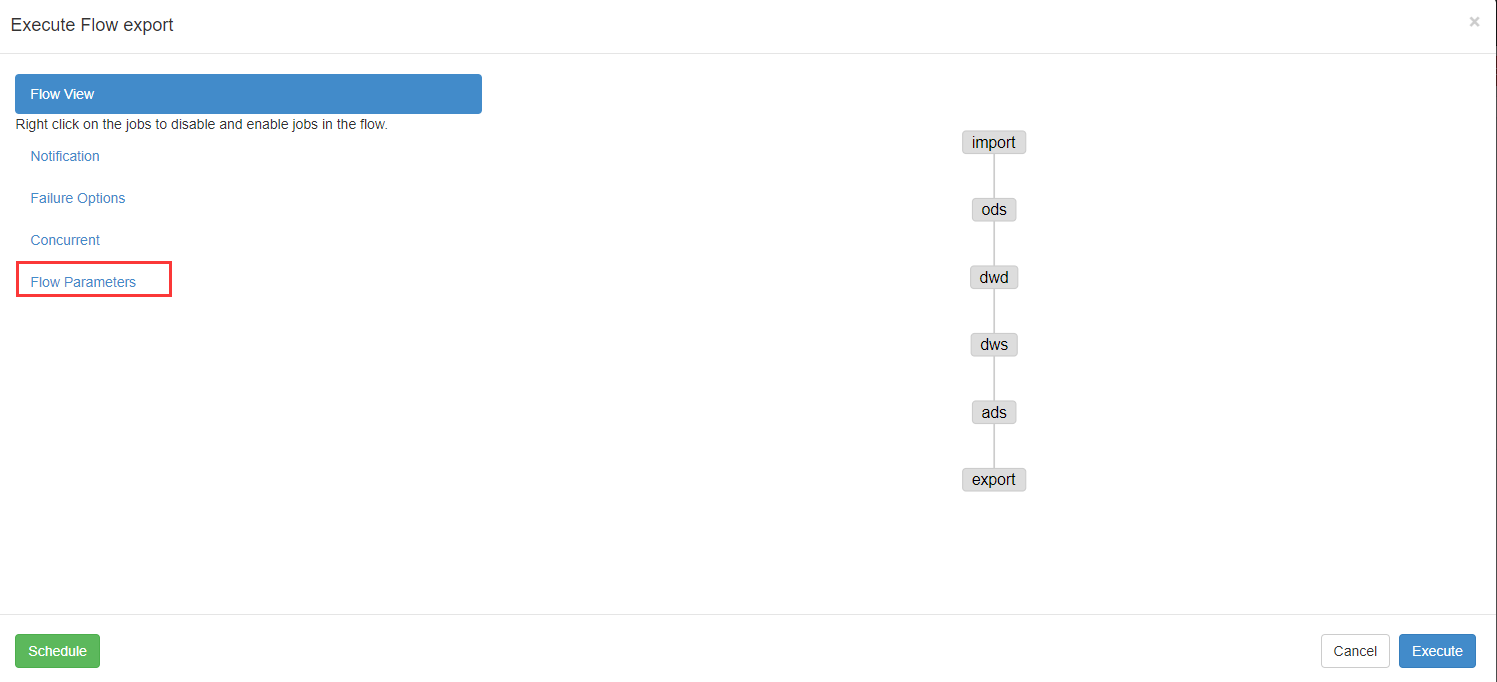 Execute Flow export
×
Flow View
Right click on the jobs to disable and enable jobs in the flow.
Notification
Failure Options
Concurrent
Flow Parameters
import
ods
dwd
dws
ads
export
Schedule
Cancel
Execute